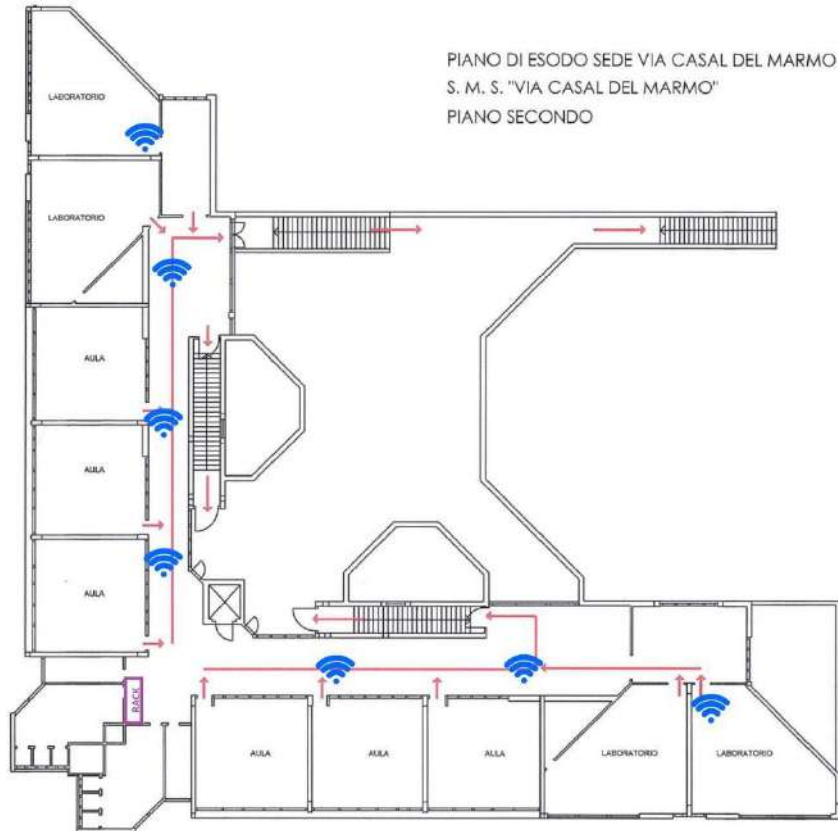 PIANO DI ESODO SEDE VIA CASAL DEL MARMO
S. M. S. "VIA CASAL DEL MARMO"
PIANO SECONDO
LABORATORIO
LABORATORIO
AULA
AULA
AULA
RACK
AULA
AULA
AULA
LABORATORIO
LABORATORIO